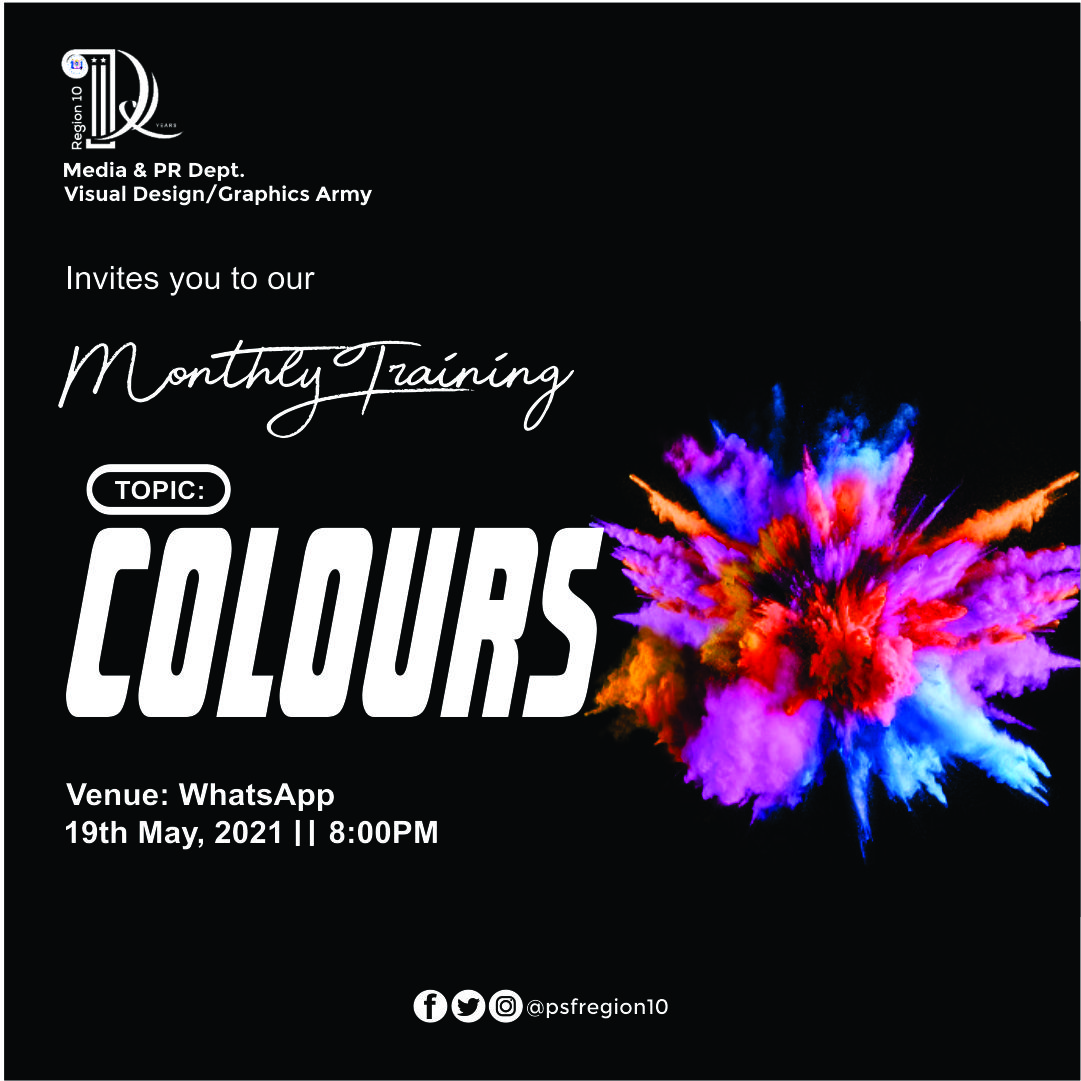 Region 10
YEARS
Media & PR Dept.
Visual Design/Graphics Army
Invites you to our
Monthly Training
TOPIC:
COLOURS
Venue: WhatsApp
19th May, 2021 || 8:00PM
@psfregion10